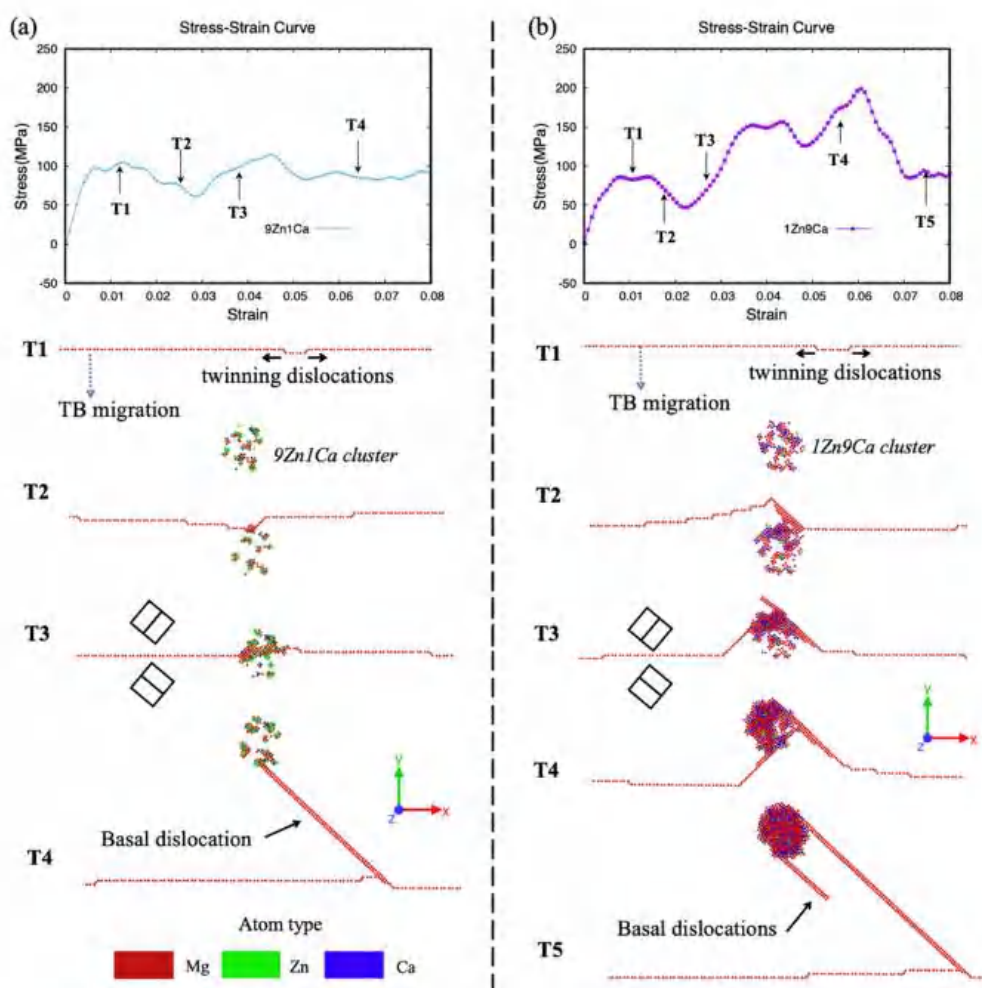 (a)
Stress-Strain Curve
Stress(MPa)
250
200
150
100
50
0
-50
T1
T2
T3
T4
9Zn1Ca
0 0.01 0.02 0.03 0.04 0.05 0.06 0.07 0.08
Strain
T1
twinning dislocations
TB migration
9Zn1Ca cluster
T2
T3
Y
X
Z
Basal dislocation
T4
Atom type
Mg Zn Ca
(b)
Stress-Strain Curve
Stress(MPa)
250
200
150
100
50
0
-50
T1
T2
T3
T4
T5
1Zn9Ca
0 0.01 0.02 0.03 0.04 0.05 0.06 0.07 0.08
Strain
T1
twinning dislocations
TB migration
1Zn9Ca cluster
T2
T3
Y
X
Z
T4
Basal dislocations
T5